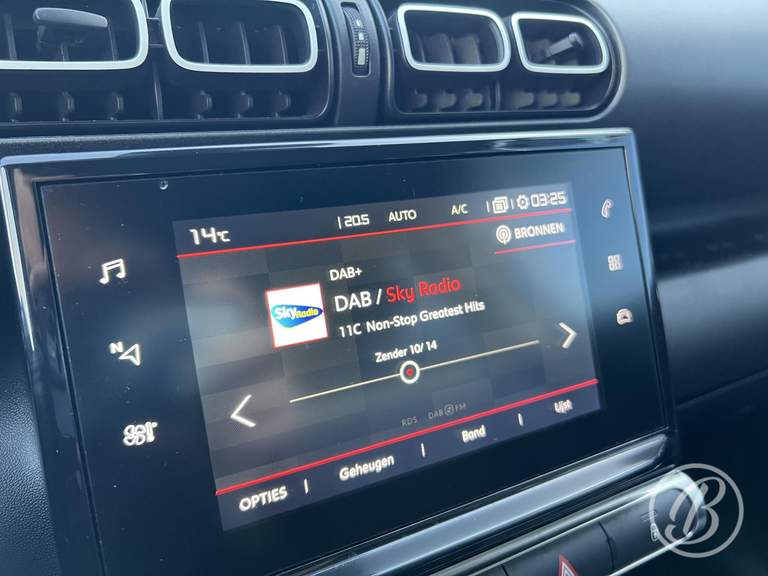 14°C | 20.5 AUTO A/C | | 03:25
BRONNEN
DAB+
DAB / Sky Radio
Sky Radio
11C Non-Stop Greatest Hits
Zender 10/ 14
N
RDS DAB FM
OPTIES | Geheugen | Band | Lijst
B